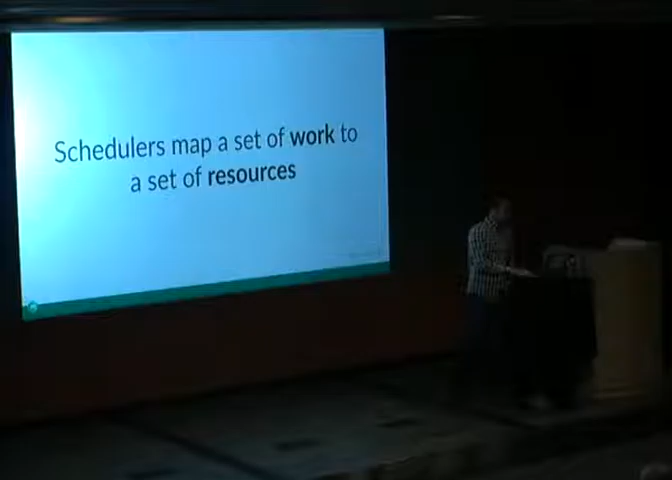 Schedulers map a set of work to
a set of resources